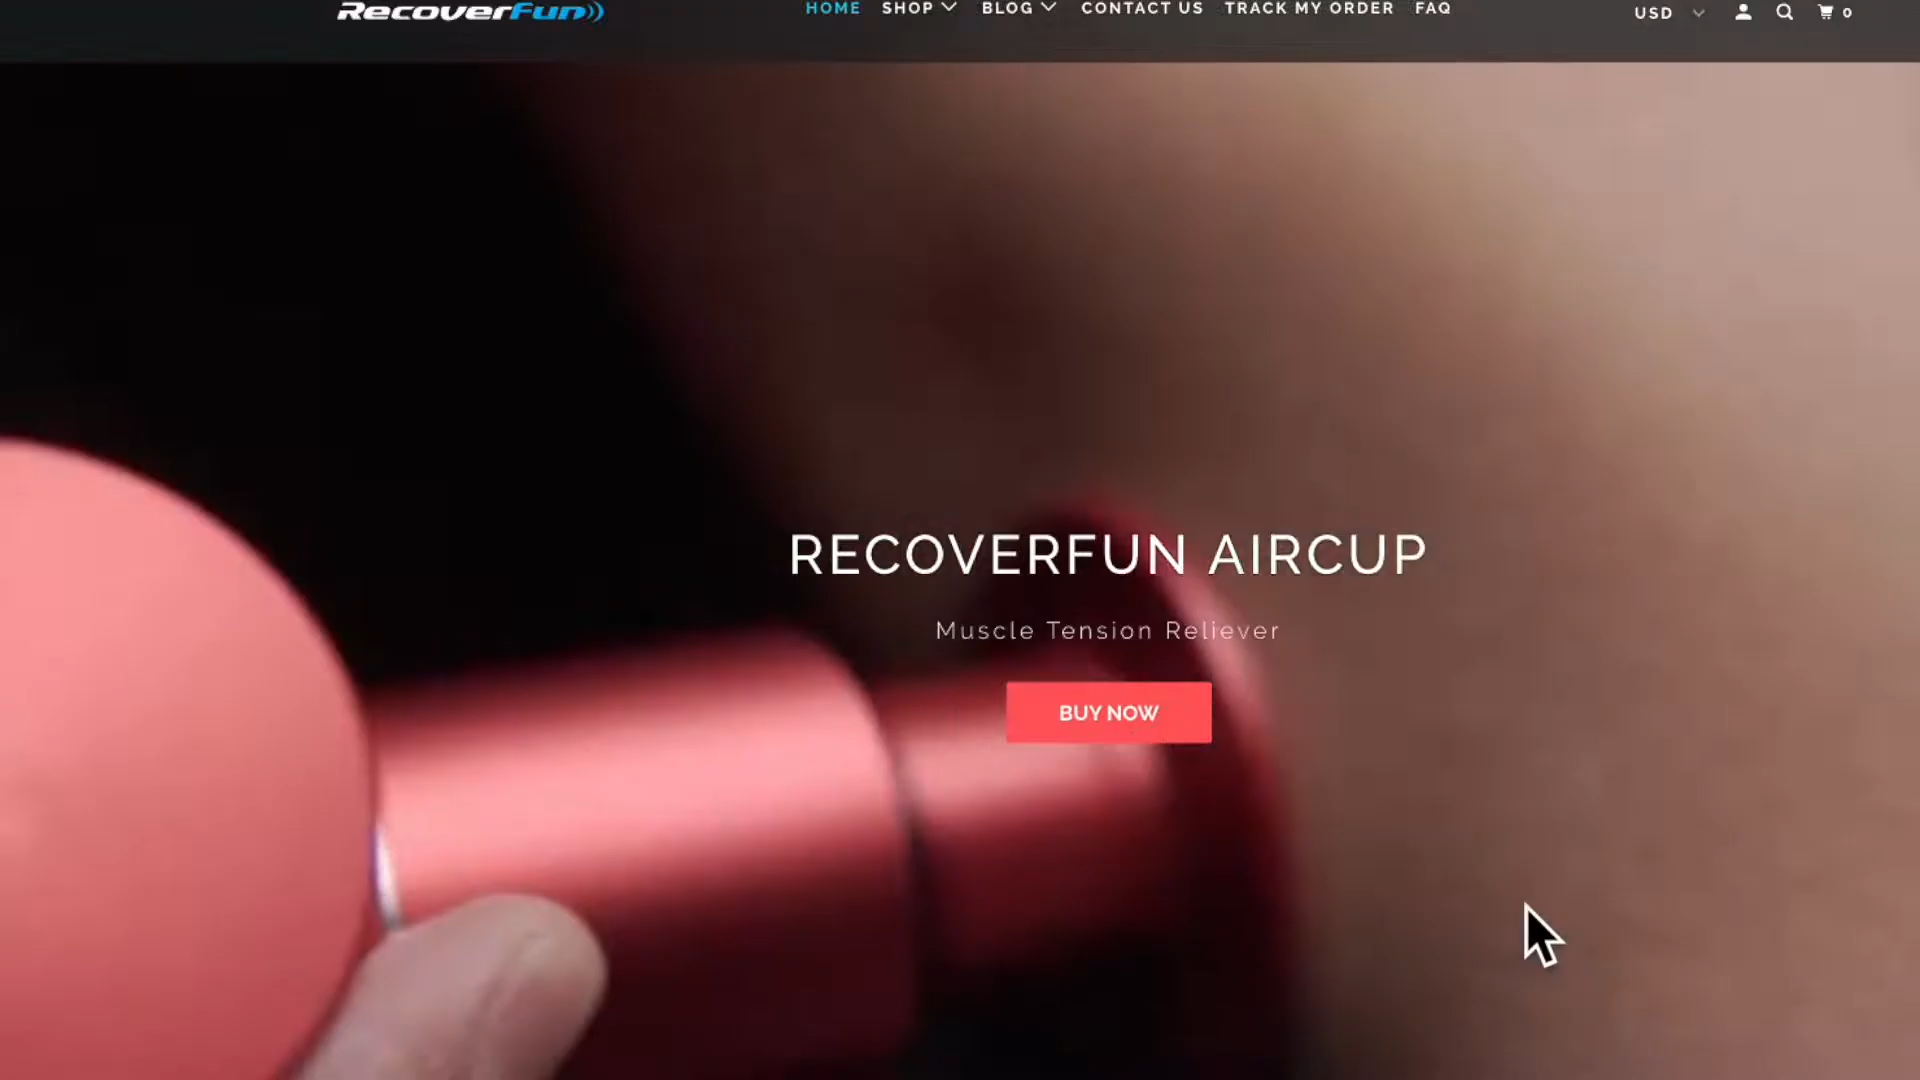 RecoverFun
HOME SHOP BLOG CONTACT US TRACK MY ORDER FAQ
USD 0
RECOVERFUN AIRCUP
Muscle Tension Reliever
BUY NOW